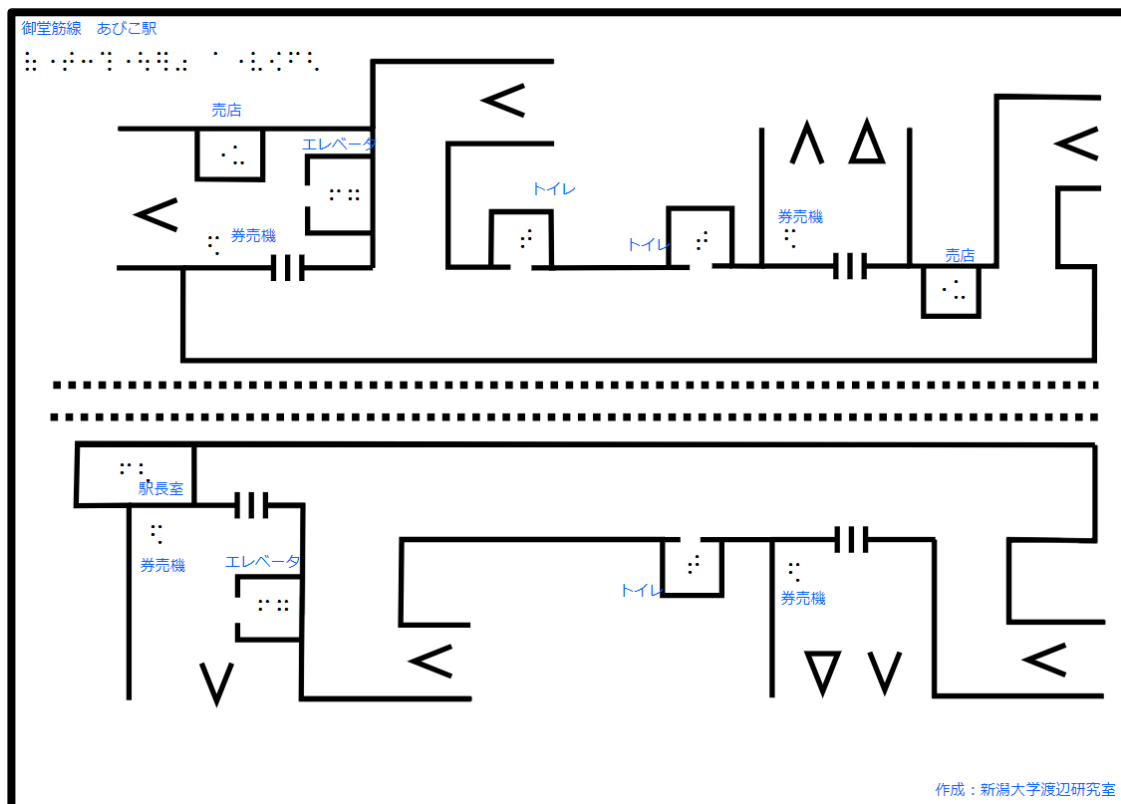 御堂筋線　あびこ駅
売店
エレベータ
トイレ
券売機
トイレ
券売機
売店
駅長室
券売機
エレベータ
トイレ
券売機
作成：新潟大学渡辺研究室